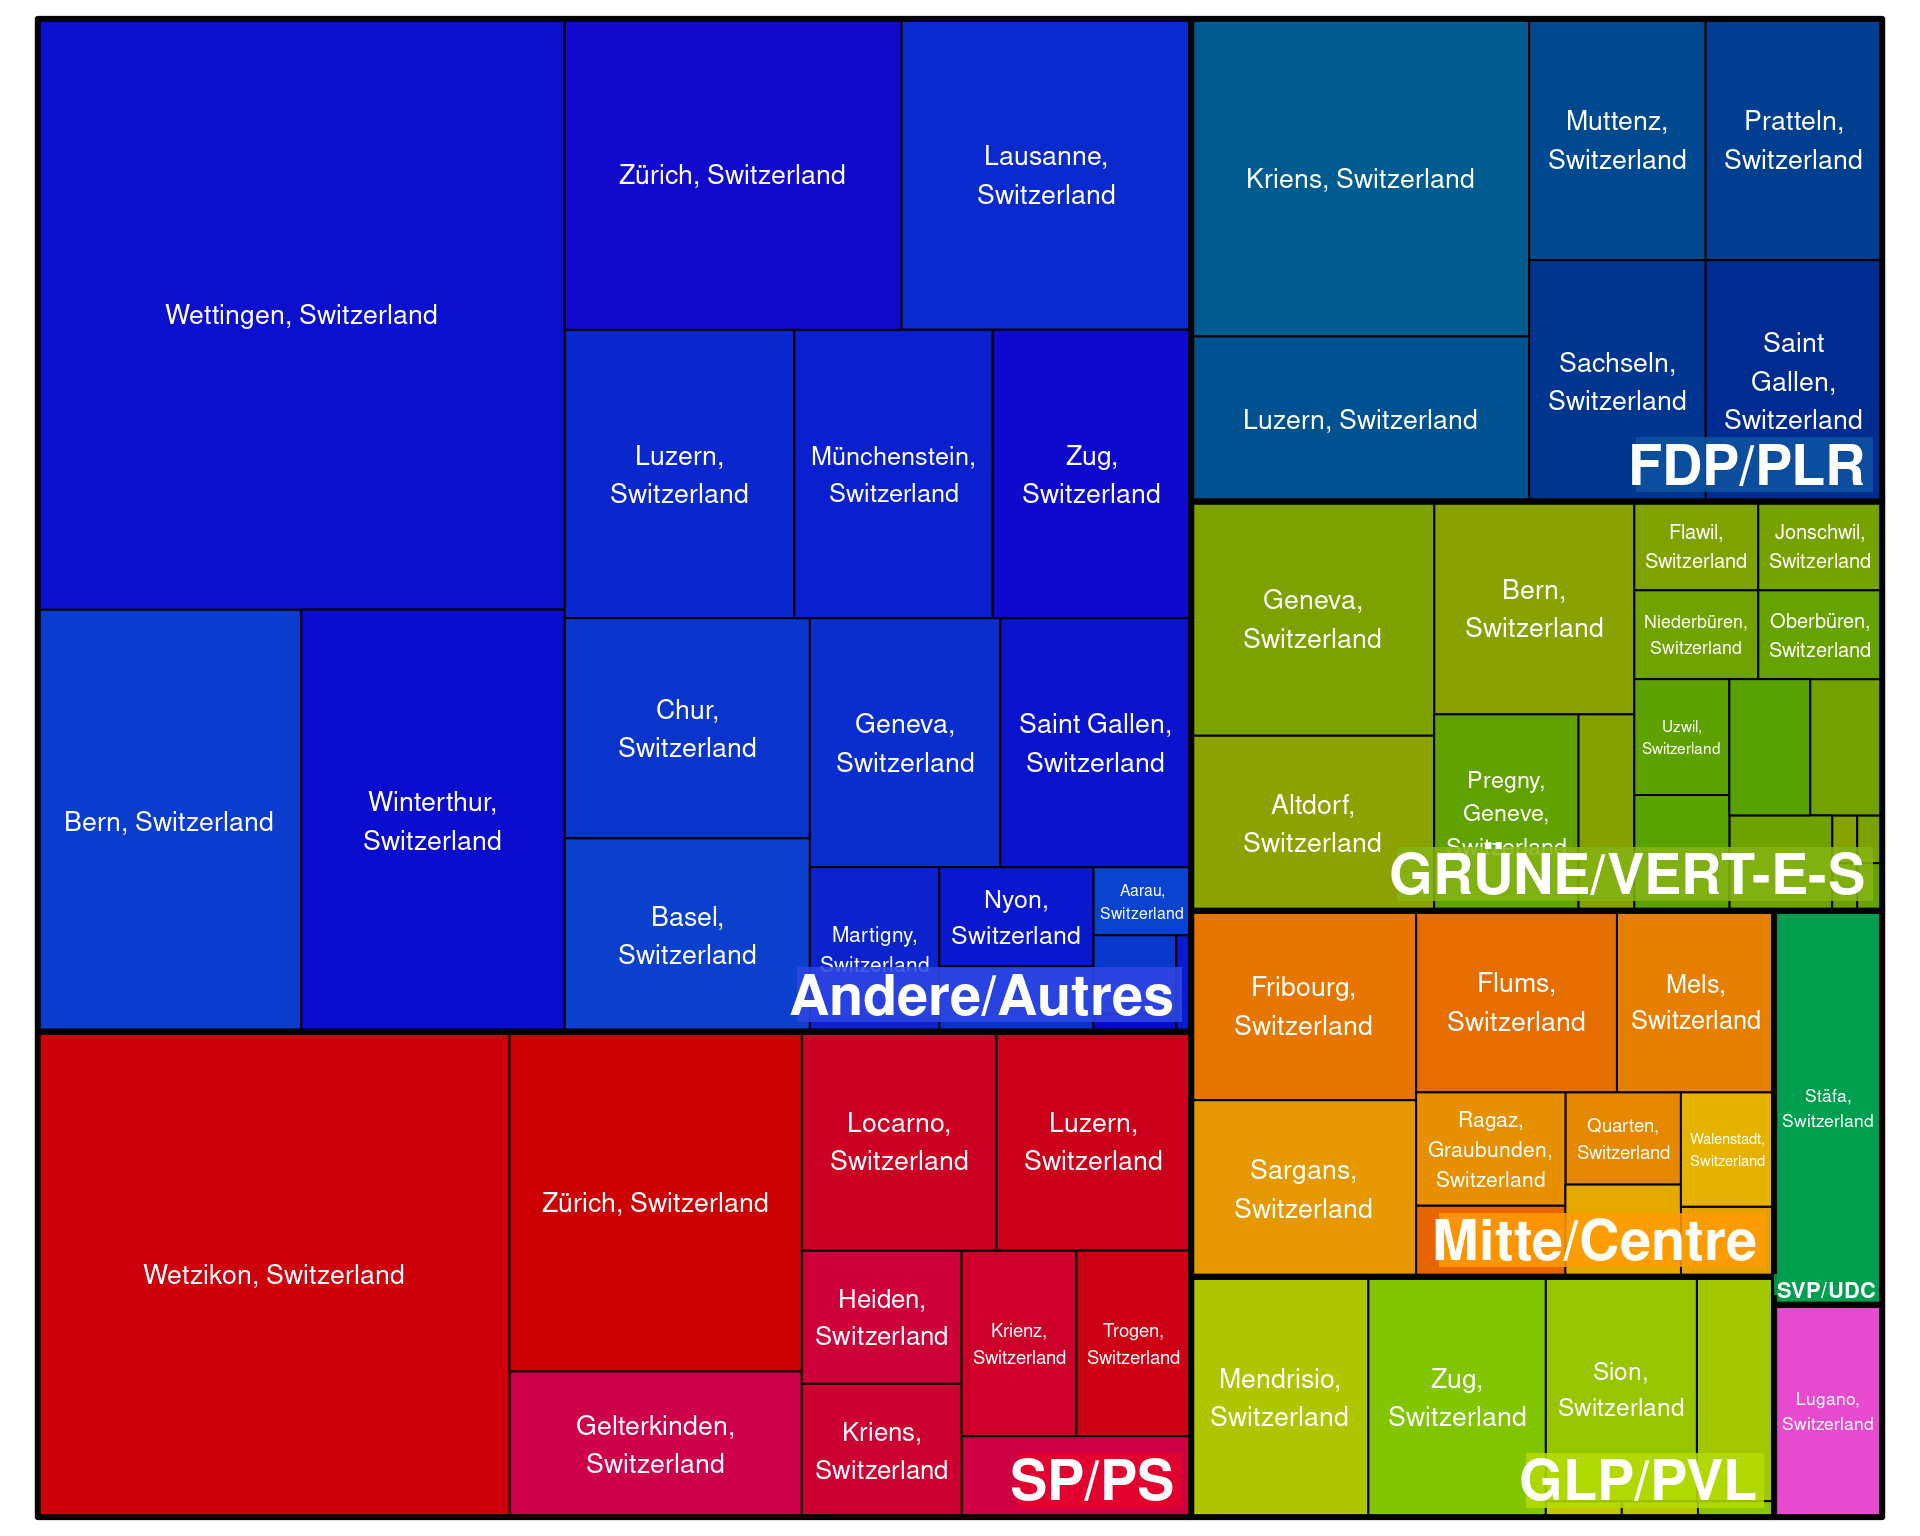 Wettingen, Switzerland
Zürich, Switzerland
Lausanne,
Switzerland
Luzern,
Switzerland
Münchenstein,
Switzerland
Zug,
Switzerland
Bern, Switzerland
Winterthur,
Switzerland
Chur,
Switzerland
Geneva,
Switzerland
Saint Gallen,
Switzerland
Basel,
Switzerland
Martigny,
Switzerland
Nyon,
Switzerland
Aarau,
Switzerland
Andere/Autres
Kriens, Switzerland
Muttenz,
Switzerland
Pratteln,
Switzerland
Luzern, Switzerland
Sachseln,
Switzerland
Saint
Gallen,
Switzerland
FDP/PLR
Geneva,
Switzerland
Bern,
Switzerland
Flawil,
Switzerland
Jonschwil,
Switzerland
Niederbüren,
Switzerland
Oberbüren,
Switzerland
Uzwil,
Switzerland
Altdorf,
Switzerland
Pregny,
Geneve,
Switzerland
GRÜNE/VERT-E-S
Wetzikon, Switzerland
Zürich, Switzerland
Locarno,
Switzerland
Luzern,
Switzerland
Heiden,
Switzerland
Krienz,
Switzerland
Trogen,
Switzerland
Gelterkinden,
Switzerland
Kriens,
Switzerland
SP/PS
Fribourg,
Switzerland
Flums,
Switzerland
Mels,
Switzerland
Sargans,
Switzerland
Ragaz,
Graubunden,
Switzerland
Quarten,
Switzerland
Walenstadt,
Switzerland
Mitte/Centre
Stäfa,
Switzerland
SVP/UDC
Mendrisio,
Switzerland
Zug,
Switzerland
Sion,
Switzerland
GLP/PVL
Lugano,
Switzerland